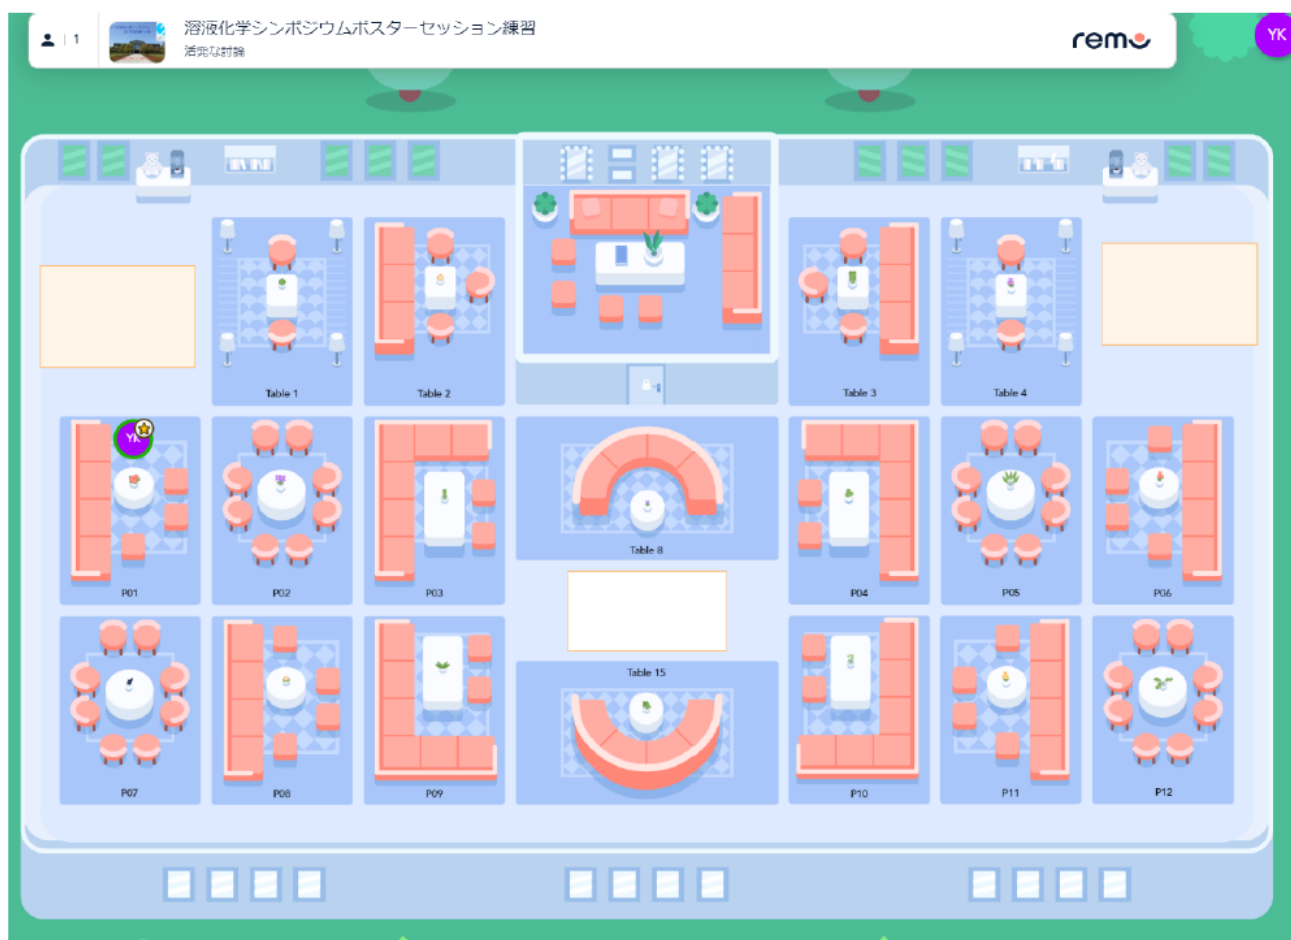 1
溶液化学シンポジウムポスターセッション練習
活発な討論
remo
YK
Table 1
Table 2
Table 3
Table 4
YK
P01
P02
P03
Table 8
P04
P05
P06
Table 15
P07
P08
P09
P10
P11
P12